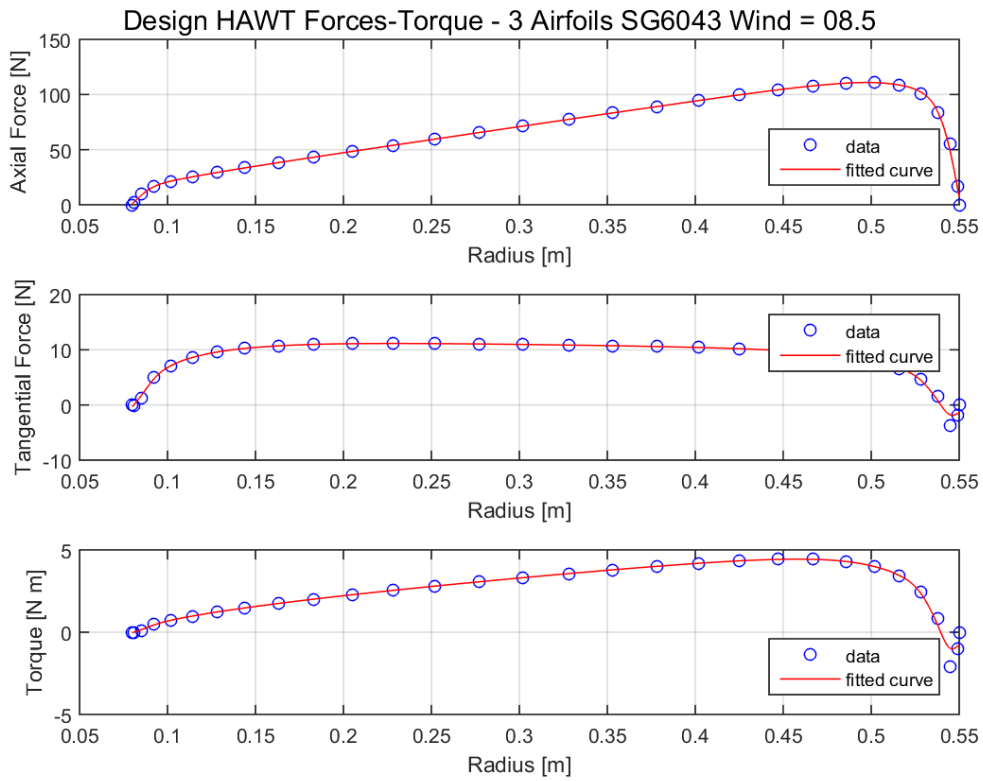 Design HAWT Forces-Torque - 3 Airfoils SG6043 Wind = 08.5
150
100
50
0
Axial Force [N]
data
fitted curve
0.05 0.1 0.15 0.2 0.25 0.3 0.35 0.4 0.45 0.5 0.55
Radius [m]
20
10
0
-10
Tangential Force [N]
data
fitted curve
0.05 0.1 0.15 0.2 0.25 0.3 0.35 0.4 0.45 0.5 0.55
Radius [m]
5
0
-5
Torque [N m]
data
fitted curve
0.05 0.1 0.15 0.2 0.25 0.3 0.35 0.4 0.45 0.5 0.55
Radius [m]